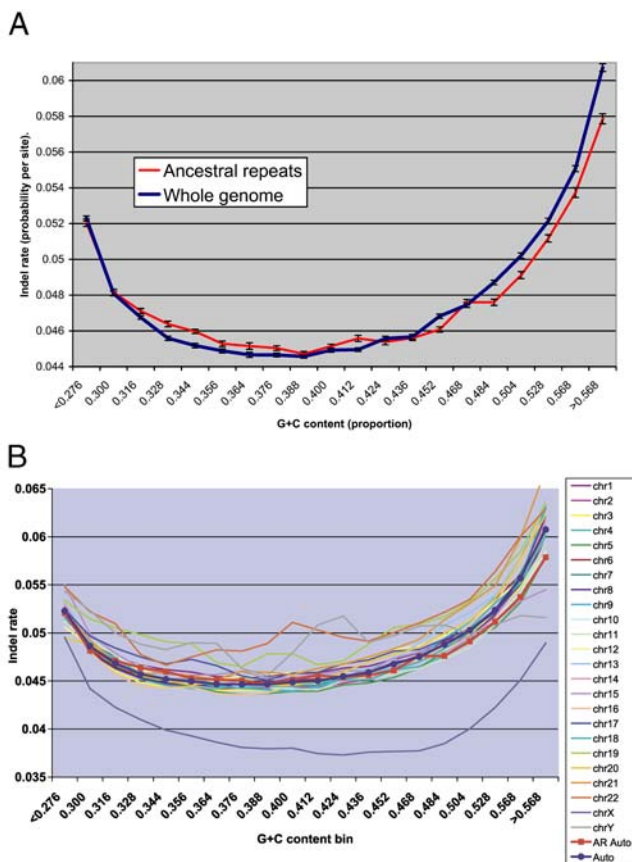 A
Indel rate (probability per site).
0.06
0.058
0.056
0.054
0.052
0.05
0.048
0.046
0.044
Ancestral repeats
Whole genome
<0.276
0.300
0.316
0.328
0.344
0.356
0.364
0.376
0.388
0.400
0.412
0.424
0.436
0.452
0.468
0.484
0.504
0.528
0.568
>0.568
G+C content (proportion)
B
Indel rate
0.065
0.06
0.055
0.05
0.045
0.04
0.035
<0.276
0.300
0.316
0.328
0.344
0.356
0.364
0.376
0.388
0.400
0.412
0.424
0.436
0.452
0.468
0.484
0.504
0.528
0.568
>0.568
G+C content bin
chr1
chr2
chr3
chr4
chr5
chr6
chr7
chr8
chr9
chr10
chr11
chr12
chr13
chr14
chr15
chr16
chr17
chr18
chr19
chr20
chr21
chr22
chrX
chrY
AR Auto
Auto